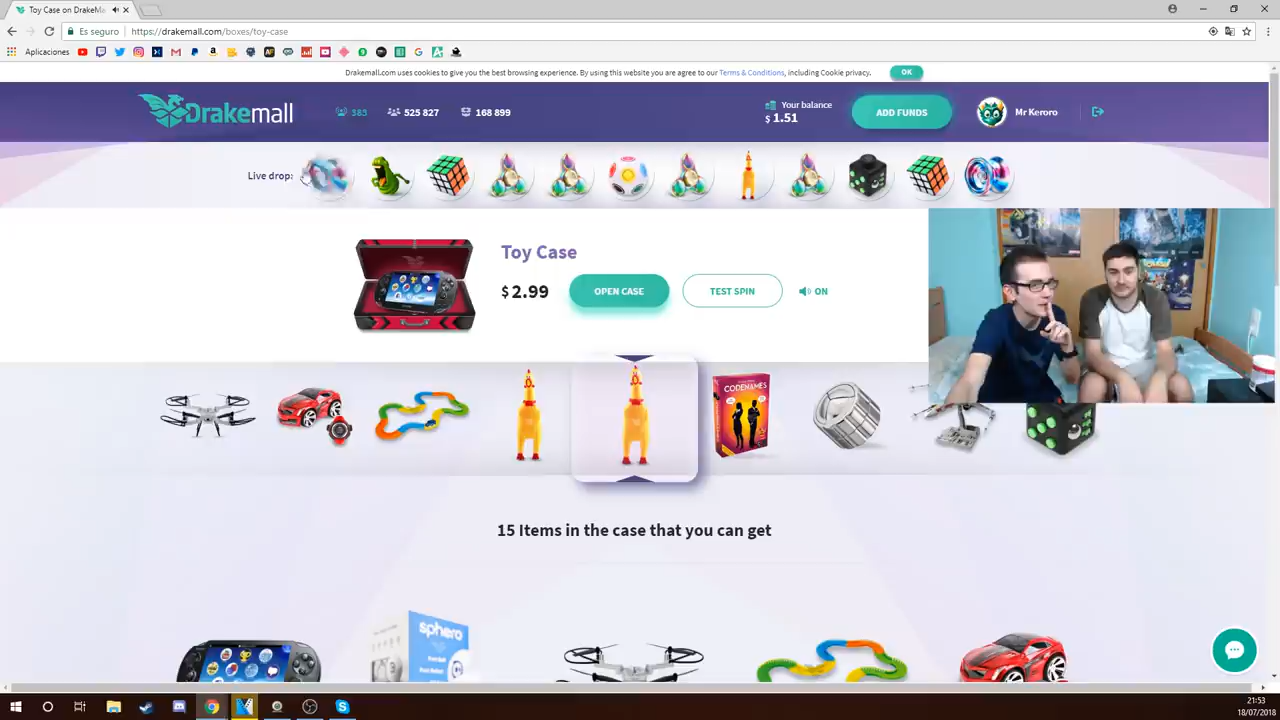 Toy Case on DrakeMa
Es seguro
https://drakemall.com/boxes/toy-case
Aplicaciones
Drakemall.com uses cookies to give you the best browsing experience. By using this website you are agree to our Terms & Conditions, including Cookie privacy.
OK
Drakemall
383
525 827
168 899
Your balance
$ 1.51
ADD FUNDS
Mr Keroro
Live drop:
Toy Case
$ 2.99
OPEN CASE
TEST SPIN
ON
CODENAMES
15 Items in the case that you can get
sphero
21:53
18/07/2018